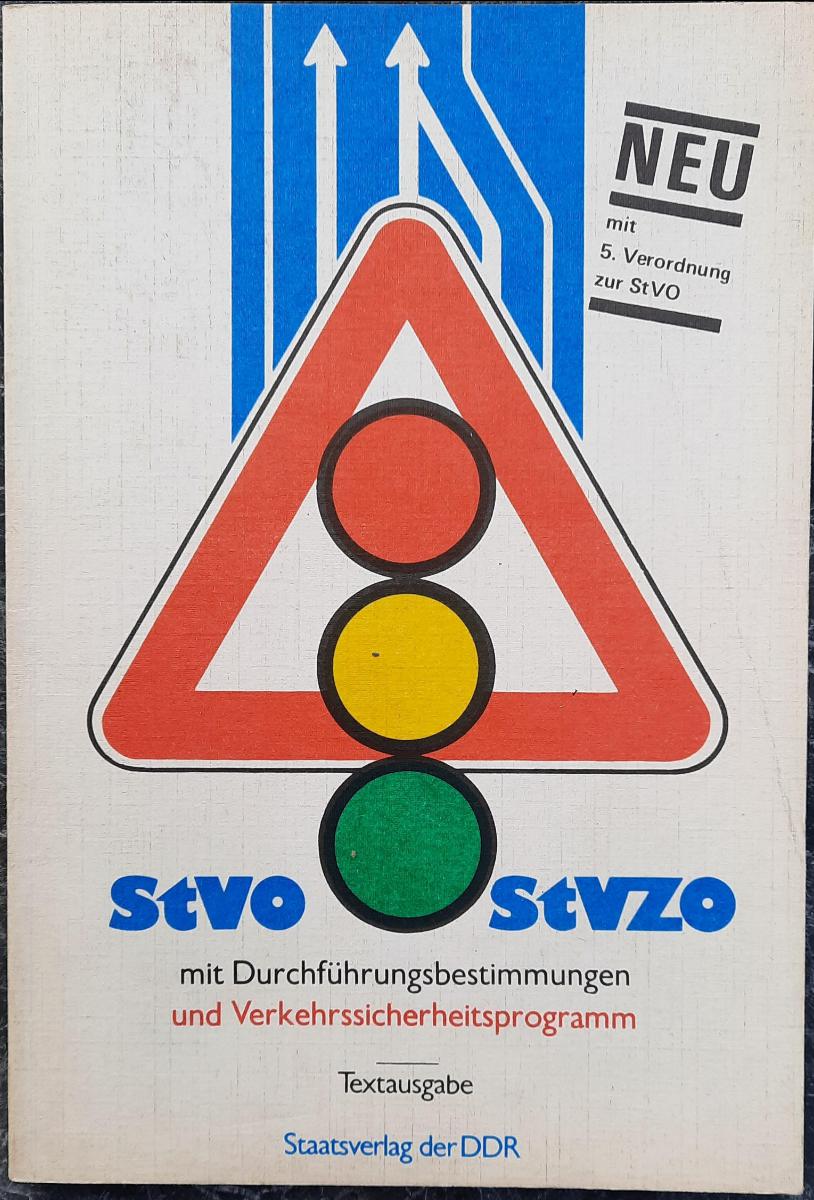 NEU
mit
5. Verordnung
zur StVO
StVO StVZO
mit Durchführungsbestimmungen
und Verkehrssicherheitsprogramm
Textausgabe
Staatsverlag der DDR